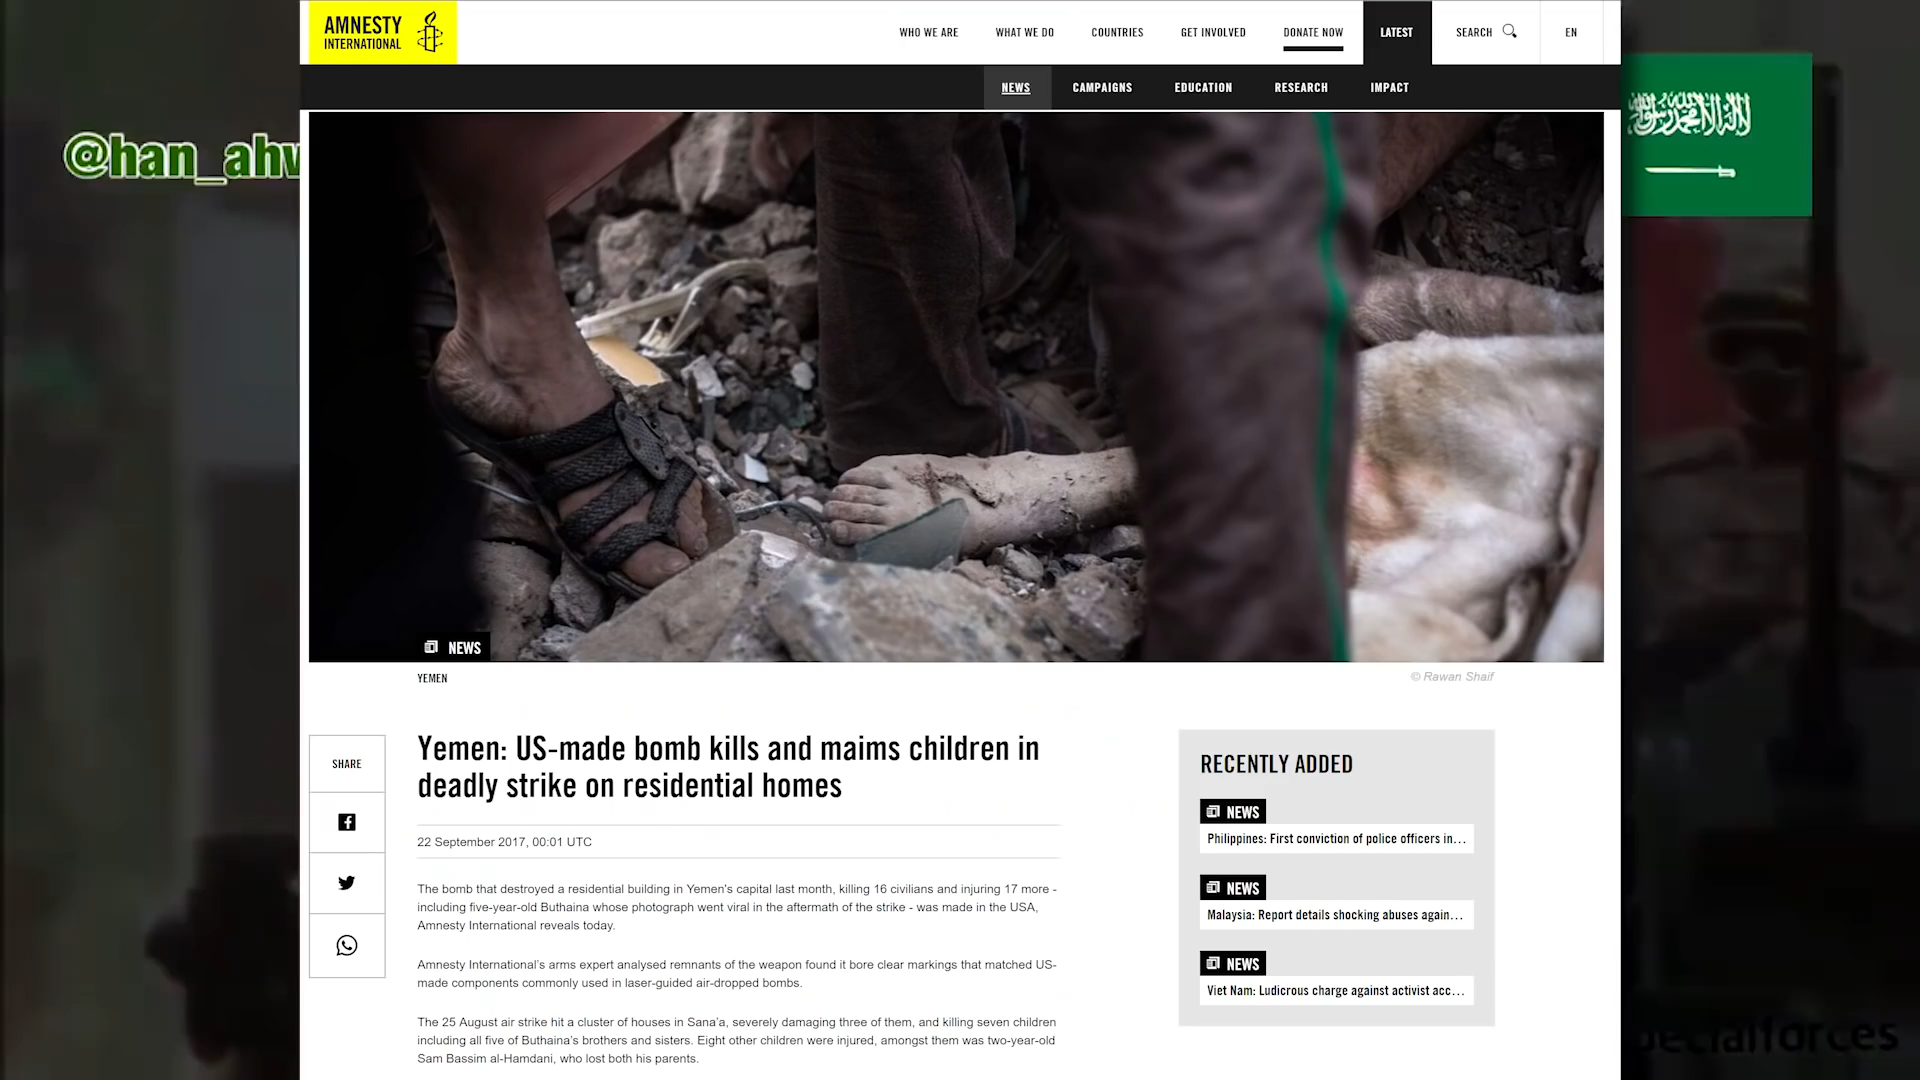 AMNESTY
INTERNATIONAL
WHO WE ARE
WHAT WE DO
COUNTRIES
GET INVOLVED
DONATE NOW
LATEST
SEARCH
EN
NEWS
CAMPAIGNS
EDUCATION
RESEARCH
IMPACT
لا إله إلا الله محمد رسول الله
NEWS
YEMEN
© Rawan Shaif
SHARE
Yemen: US-made bomb kills and maims children in
deadly strike on residential homes
22 September 2017, 00:01 UTC
The bomb that destroyed a residential building in Yemen's capital last month, killing 16 civilians and injuring 17 more -
including five-year-old Buthaina whose photograph went viral in the aftermath of the strike - was made in the USA,
Amnesty International reveals today.
Amnesty International's arms expert analysed remnants of the weapon found it bore clear markings that matched US-
made components commonly used in laser-guided air-dropped bombs.
The 25 August air strike hit a cluster of houses in Sana'a, severely damaging three of them, and killing seven children
including all five of Buthaina's brothers and sisters. Eight other children were injured, amongst them was two-year-old
Sam Bassim al-Hamdani, who lost both his parents.
RECENTLY ADDED
NEWS
Philippines: First conviction of police officers in...
NEWS
Malaysia: Report details shocking abuses again...
NEWS
Viet Nam: Ludicrous charge against activist acc...